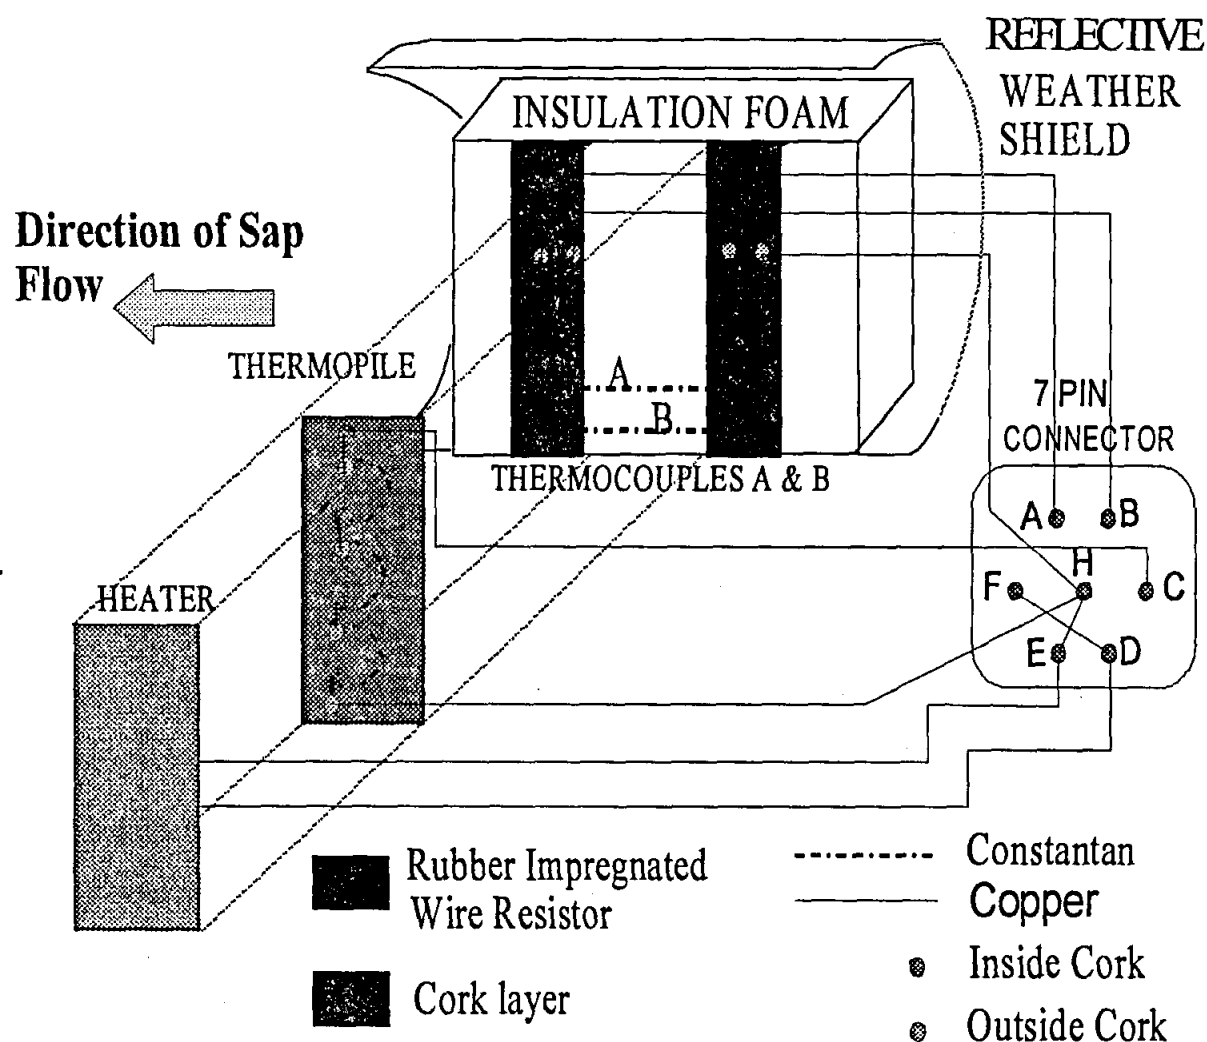 REFLECTIVE
WEATHER
SHIELD
INSULATION FOAM
Direction of Sap
Flow
THERMOPILE
A
B
THERMOCOUPLES A & B
7 PIN
CONNECTOR
A B
H
F C
E D
HEATER
Rubber Impregnated
Wire Resistor
Cork layer
Constantan
Copper
Inside Cork
Outside Cork